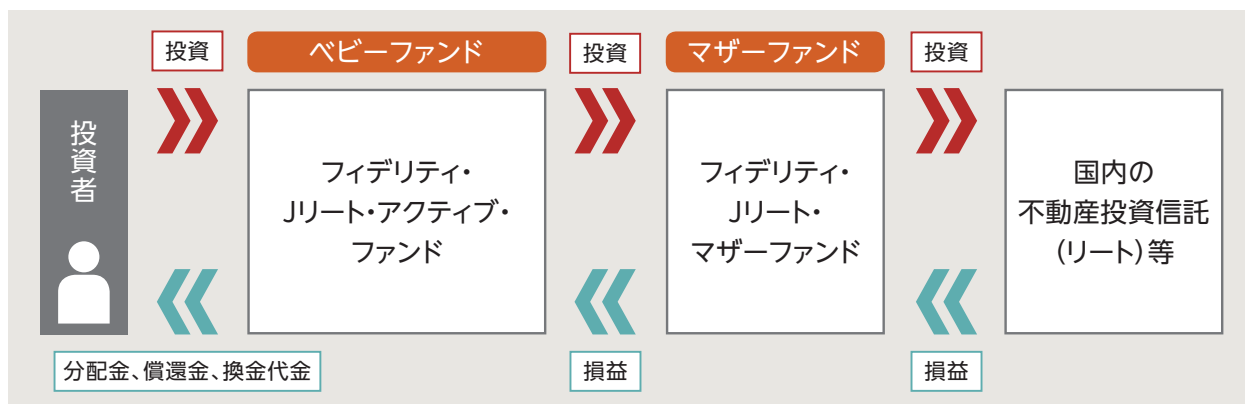 投資
ベビーファンド
投資
マザーファンド
投資
投資者
フィデリティ・
Jリート・アクティブ・
ファンド
フィデリティ・
Jリート・
マザーファンド
国内の
不動産投資信託
(リート)等
分配金、償還金、換金代金
損益
損益